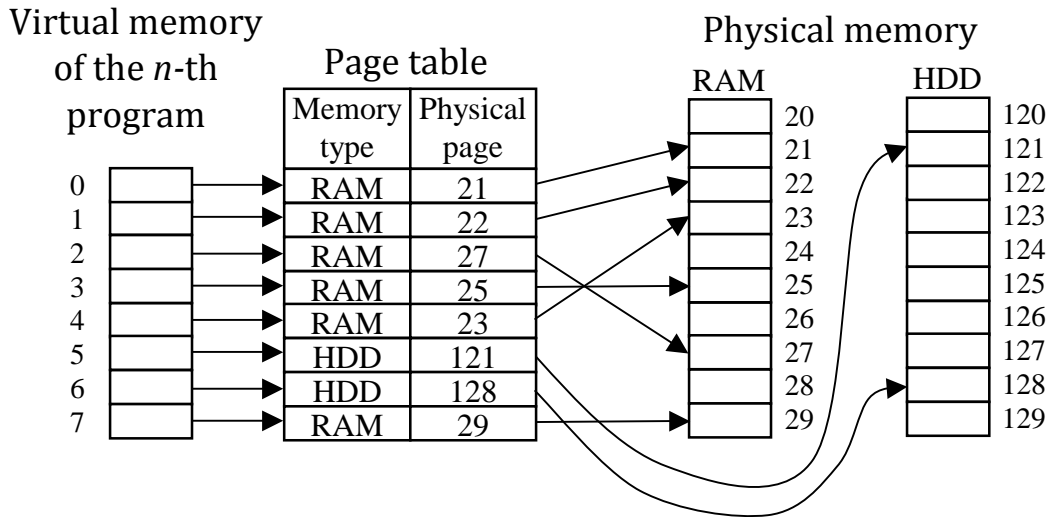 Virtual memory
of the n-th
program
0
1
2
3
4
5
6
7
Page table
Memory type Physical page
RAM 21
RAM 22
RAM 27
RAM 25
RAM 23
HDD 121
HDD 128
RAM 29
Physical memory
RAM
20
21
22
23
24
25
26
27
28
29
HDD
120
121
122
123
124
125
126
127
128
129